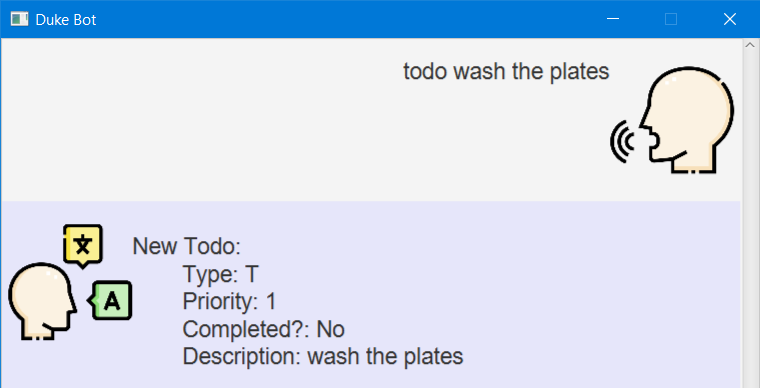 Duke Bot
todo wash the plates
文
A
New Todo:
Type: T
Priority: 1
Completed?: No
Description: wash the plates